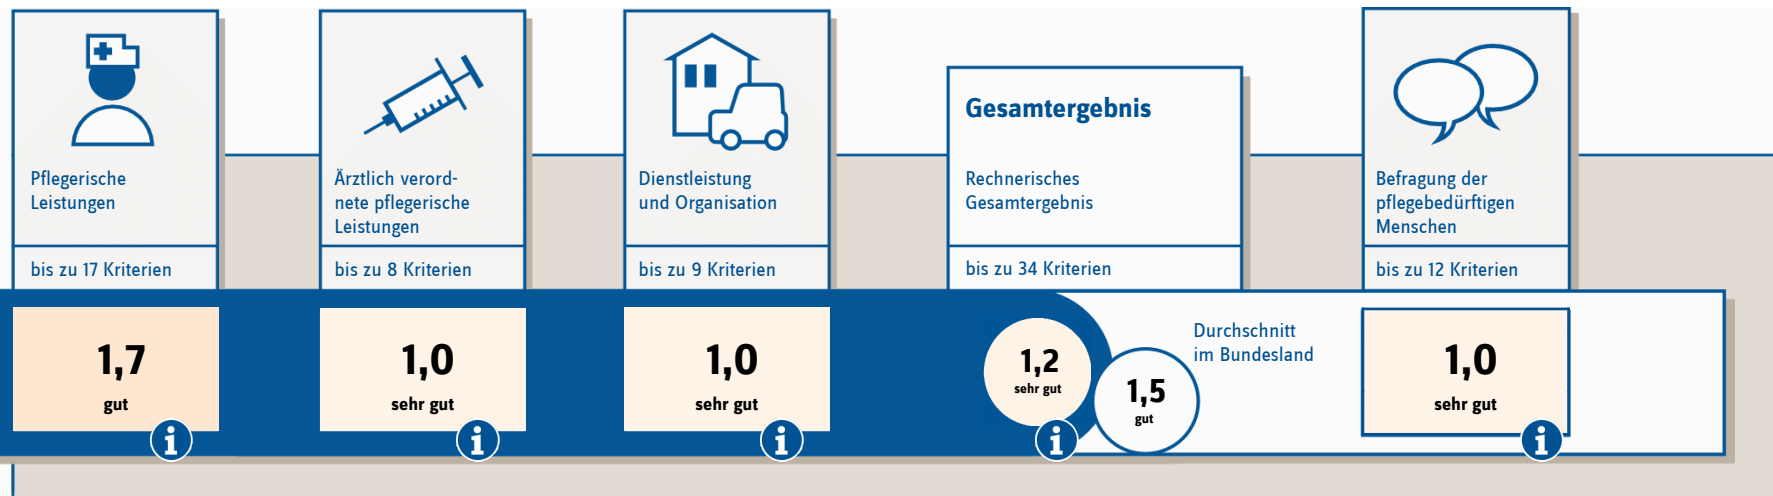 Pflegerische
Leistungen
bis zu 17 Kriterien
1,7
gut
i
Ärztlich verord-
nete pflegerische
Leistungen
bis zu 8 Kriterien
1,0
sehr gut
i
Dienstleistung
und Organisation
bis zu 9 Kriterien
1,0
sehr gut
i
Gesamtergebnis
Rechnerisches
Gesamtergebnis
bis zu 34 Kriterien
1,2
sehr gut
i
1,5
gut
Durchschnitt
im Bundesland
Befragung der
pflegebedürftigen
Menschen
bis zu 12 Kriterien
1,0
sehr gut
i